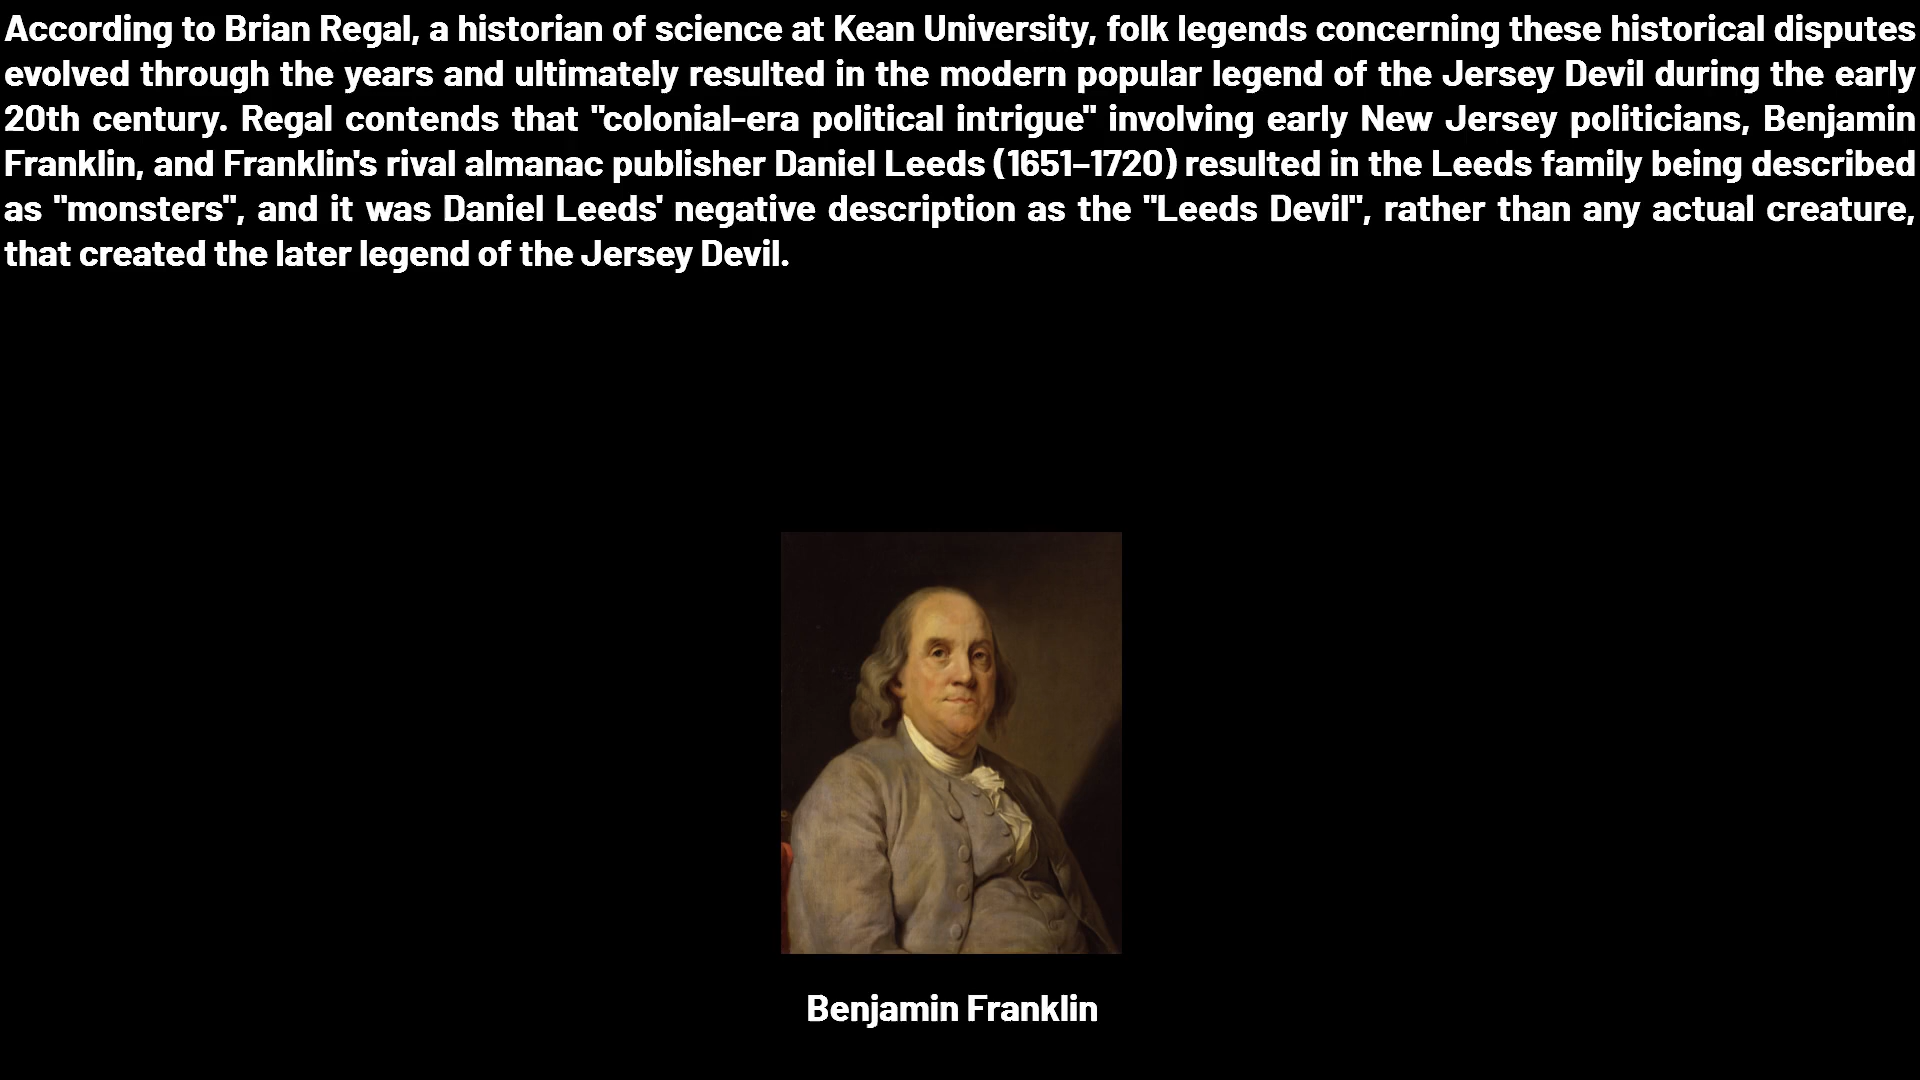 According to Brian Regal, a historian of science at Kean University, folk legends concerning these historical disputes
evolved through the years and ultimately resulted in the modern popular legend of the Jersey Devil during the early
20th century. Regal contends that "colonial-era political intrigue" involving early New Jersey politicians, Benjamin
Franklin, and Franklin's rival almanac publisher Daniel Leeds (1651–1720) resulted in the Leeds family being described
as "monsters", and it was Daniel Leeds' negative description as the "Leeds Devil", rather than any actual creature,
that created the later legend of the Jersey Devil.
Benjamin Franklin